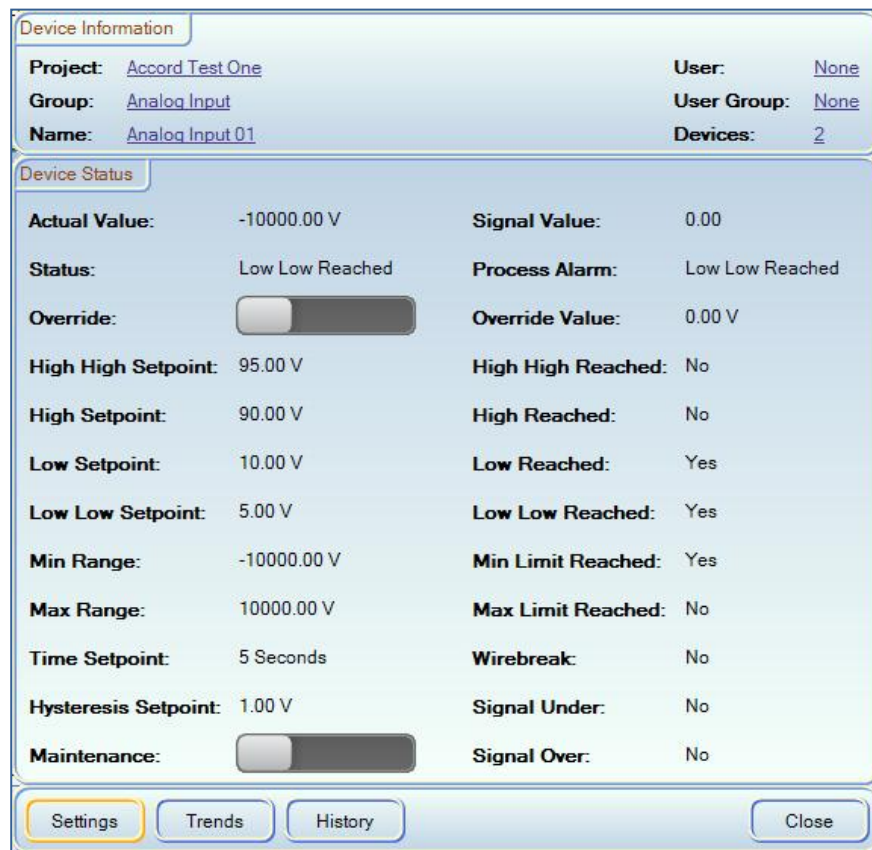 Device Information
Project: Accord Test One User: None
Group: Analog Input User Group: None
Name: Analog Input 01 Devices: 2
Device Status
Actual Value: -10000.00 V Signal Value: 0.00
Status: Low Low Reached Process Alarm: Low Low Reached
Override: Override Value: 0.00 V
High High Setpoint: 95.00 V High High Reached: No
High Setpoint: 90.00 V High Reached: No
Low Setpoint: 10.00 V Low Reached: Yes
Low Low Setpoint: 5.00 V Low Low Reached: Yes
Min Range: -10000.00 V Min Limit Reached: Yes
Max Range: 10000.00 V Max Limit Reached: No
Time Setpoint: 5 Seconds Wirebreak: No
Hysteresis Setpoint: 1.00 V Signal Under: No
Maintenance: Signal Over: No
Settings Trends History Close